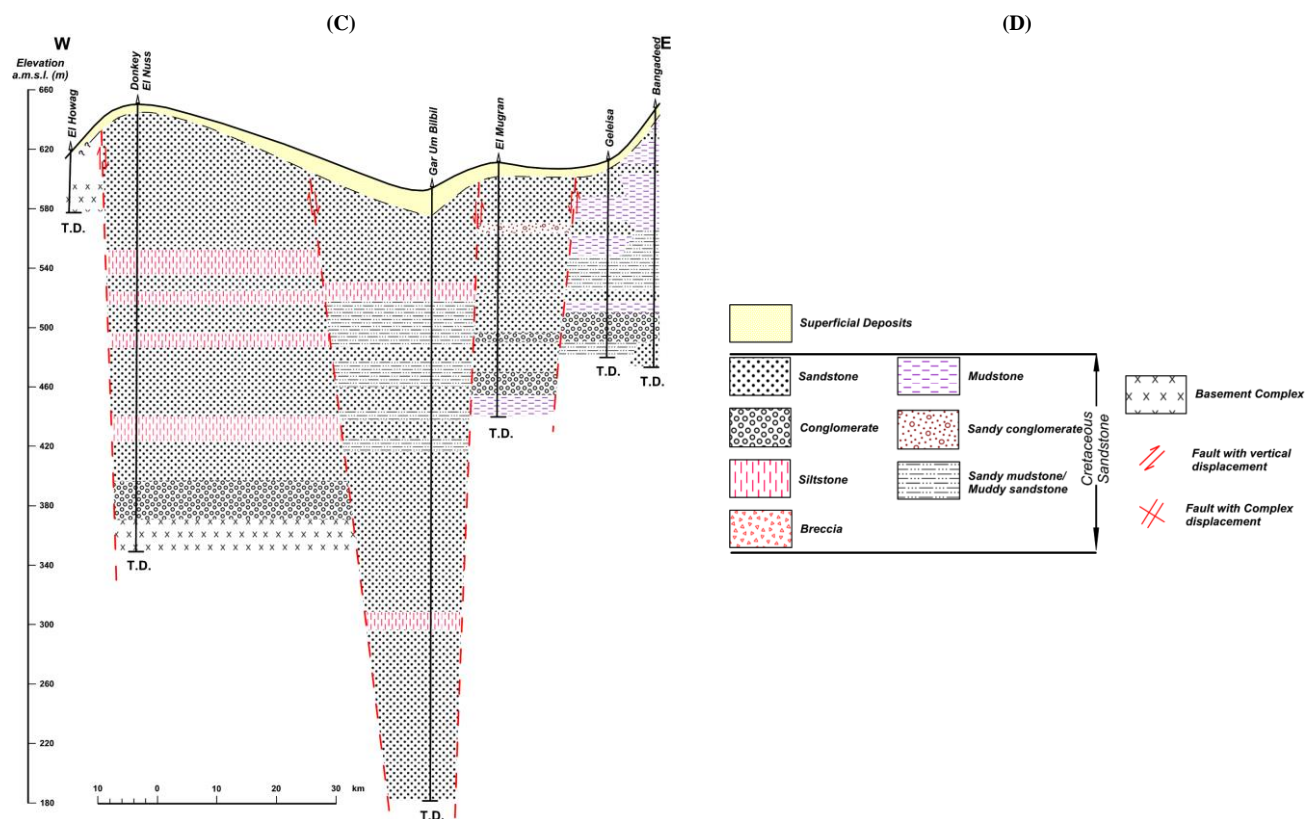 (C)
(D)
W
E
Elevation
a.m.s.l. (m)
El Howag
Donkey
El Nuss
Gar Um Bilbil
El Mugran
Geleisa
Bangadeed
660
620
580
540
500
460
420
380
340
300
260
220
180
? ?
T.D.
T.D.
T.D.
T.D.
T.D.
T.D.
10 0 10 20 30 km
Superficial Deposits
Sandstone
Mudstone
Conglomerate
Sandy conglomerate
Siltstone
Sandy mudstone/
Muddy sandstone
Breccia
Cretaceous
Sandstone
Basement Complex
Fault with vertical
displacement
Fault with Complex
displacement